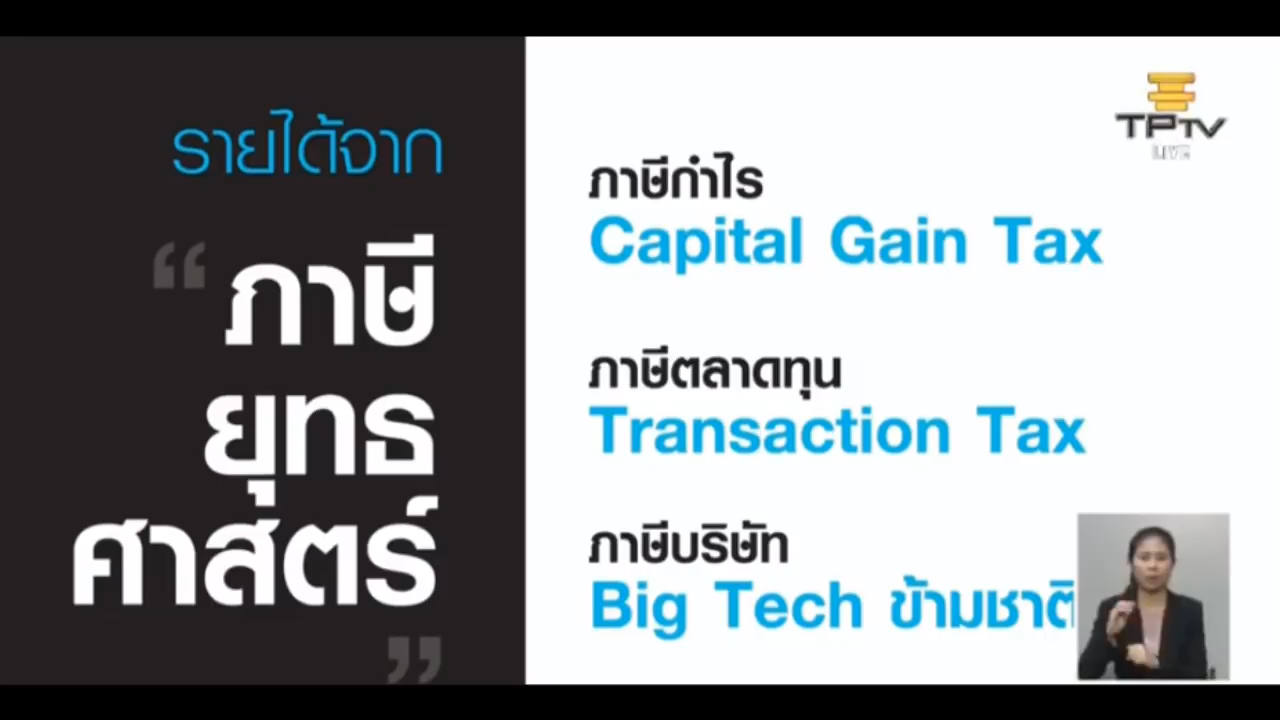 รายได้จาก
“ ภาษี
ยุทธ
ศาสตร์
”
ภาษีกำไร
Capital Gain Tax
ภาษีตลาดทุน
Transaction Tax
ภาษีบริษัท
Big Tech ข้ามชาติ
TPTV
LIVE